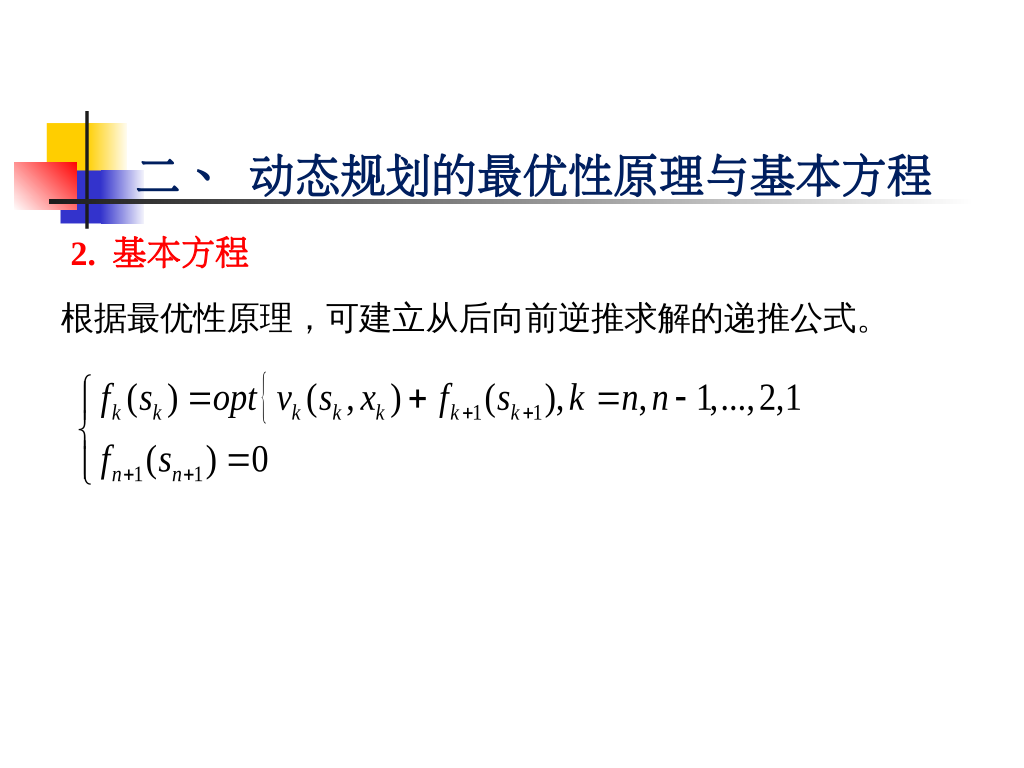 二、 动态规划的最优性原理与基本方程
2. 基本方程
根据最优性原理，可建立从后向前逆推求解的递推公式。
f_k(s_k) = opt{ v_k(s_k, x_k) + f_{k+1}(s_{k+1}), k = n, n - 1,..., 2,1
f_{n+1}(s_{n+1}) = 0